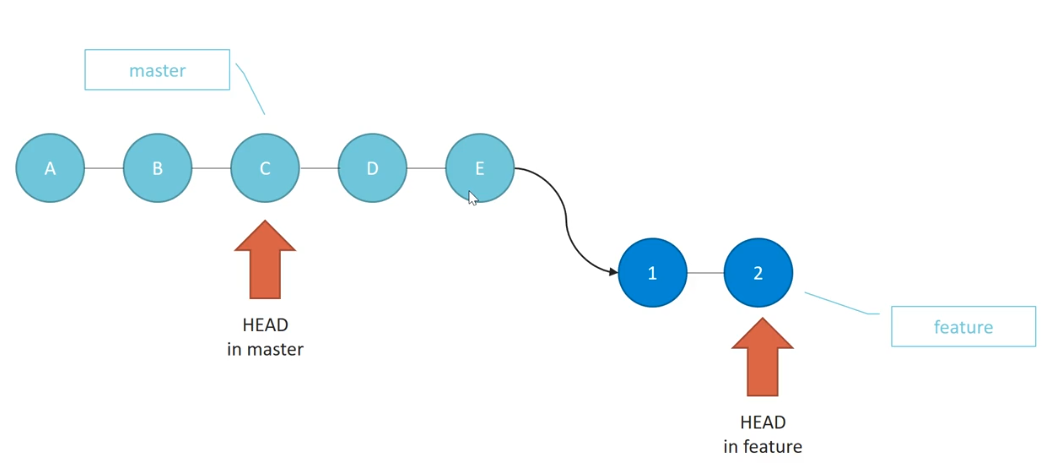 master
A
B
C
D
E
HEAD
in master
1
2
feature
HEAD
in feature